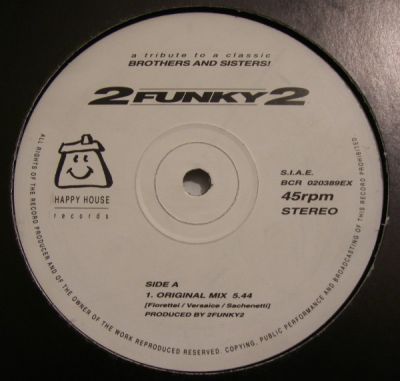 a tribute to a classic
BROTHERS AND SISTERS!
2FUNKY2
HAPPY HOUSE
records
S.I.A.E.
BCR 020389EX
45rpm
STEREO
SIDE A
1. ORIGINAL MIX 5.44
[Fiorettei / Versaice / Sachenetti]
PRODUCED BY 2FUNKY2
ALL RIGHTS OF THE RECORD PRODUCER AND OF THE OWNER OF THE WORK REPRODUCED RESERVED. COPYING, PUBLIC PERFORMANCE AND BROADCASTING OF THIS RECORD PROHIBITED